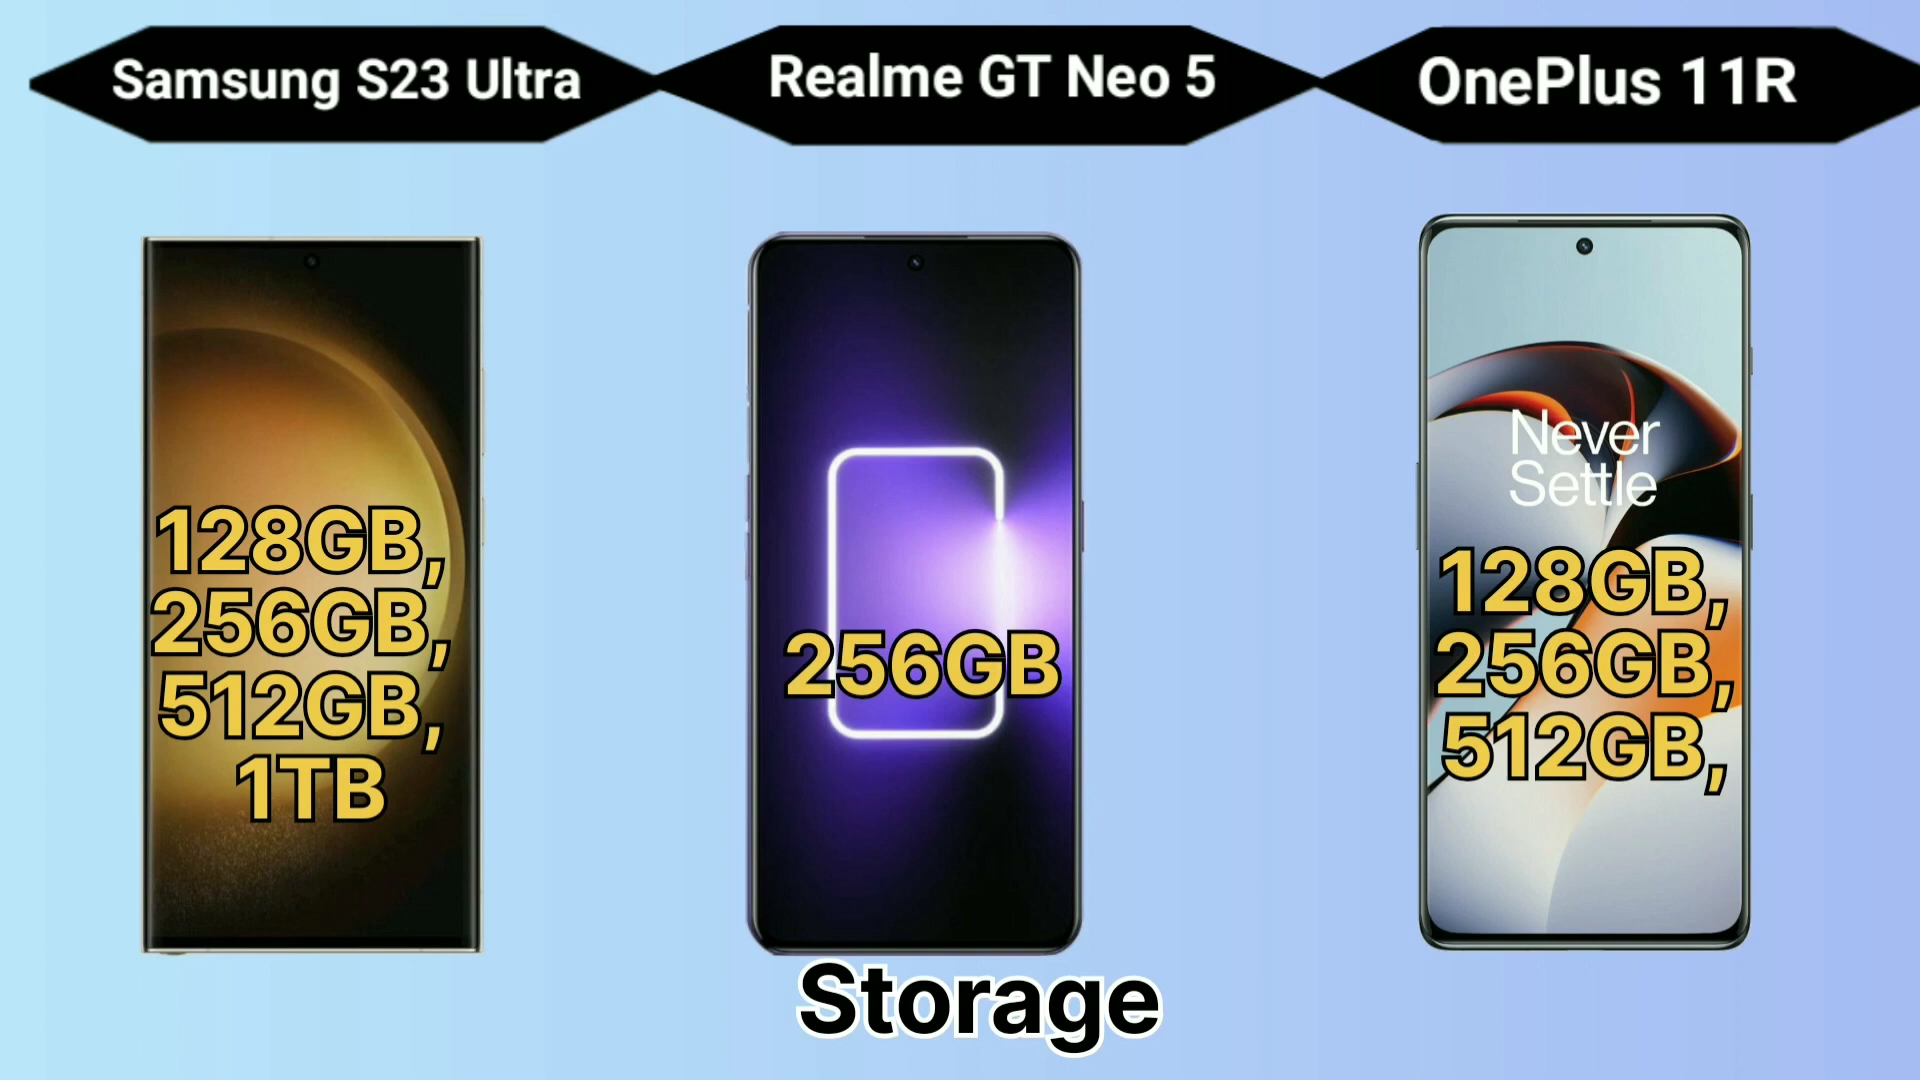 Samsung S23 Ultra
Realme GT Neo 5
OnePlus 11R
128GB,
256GB,
512GB,
1TB
256GB
Never
Settle
128GB,
256GB,
512GB,
Storage